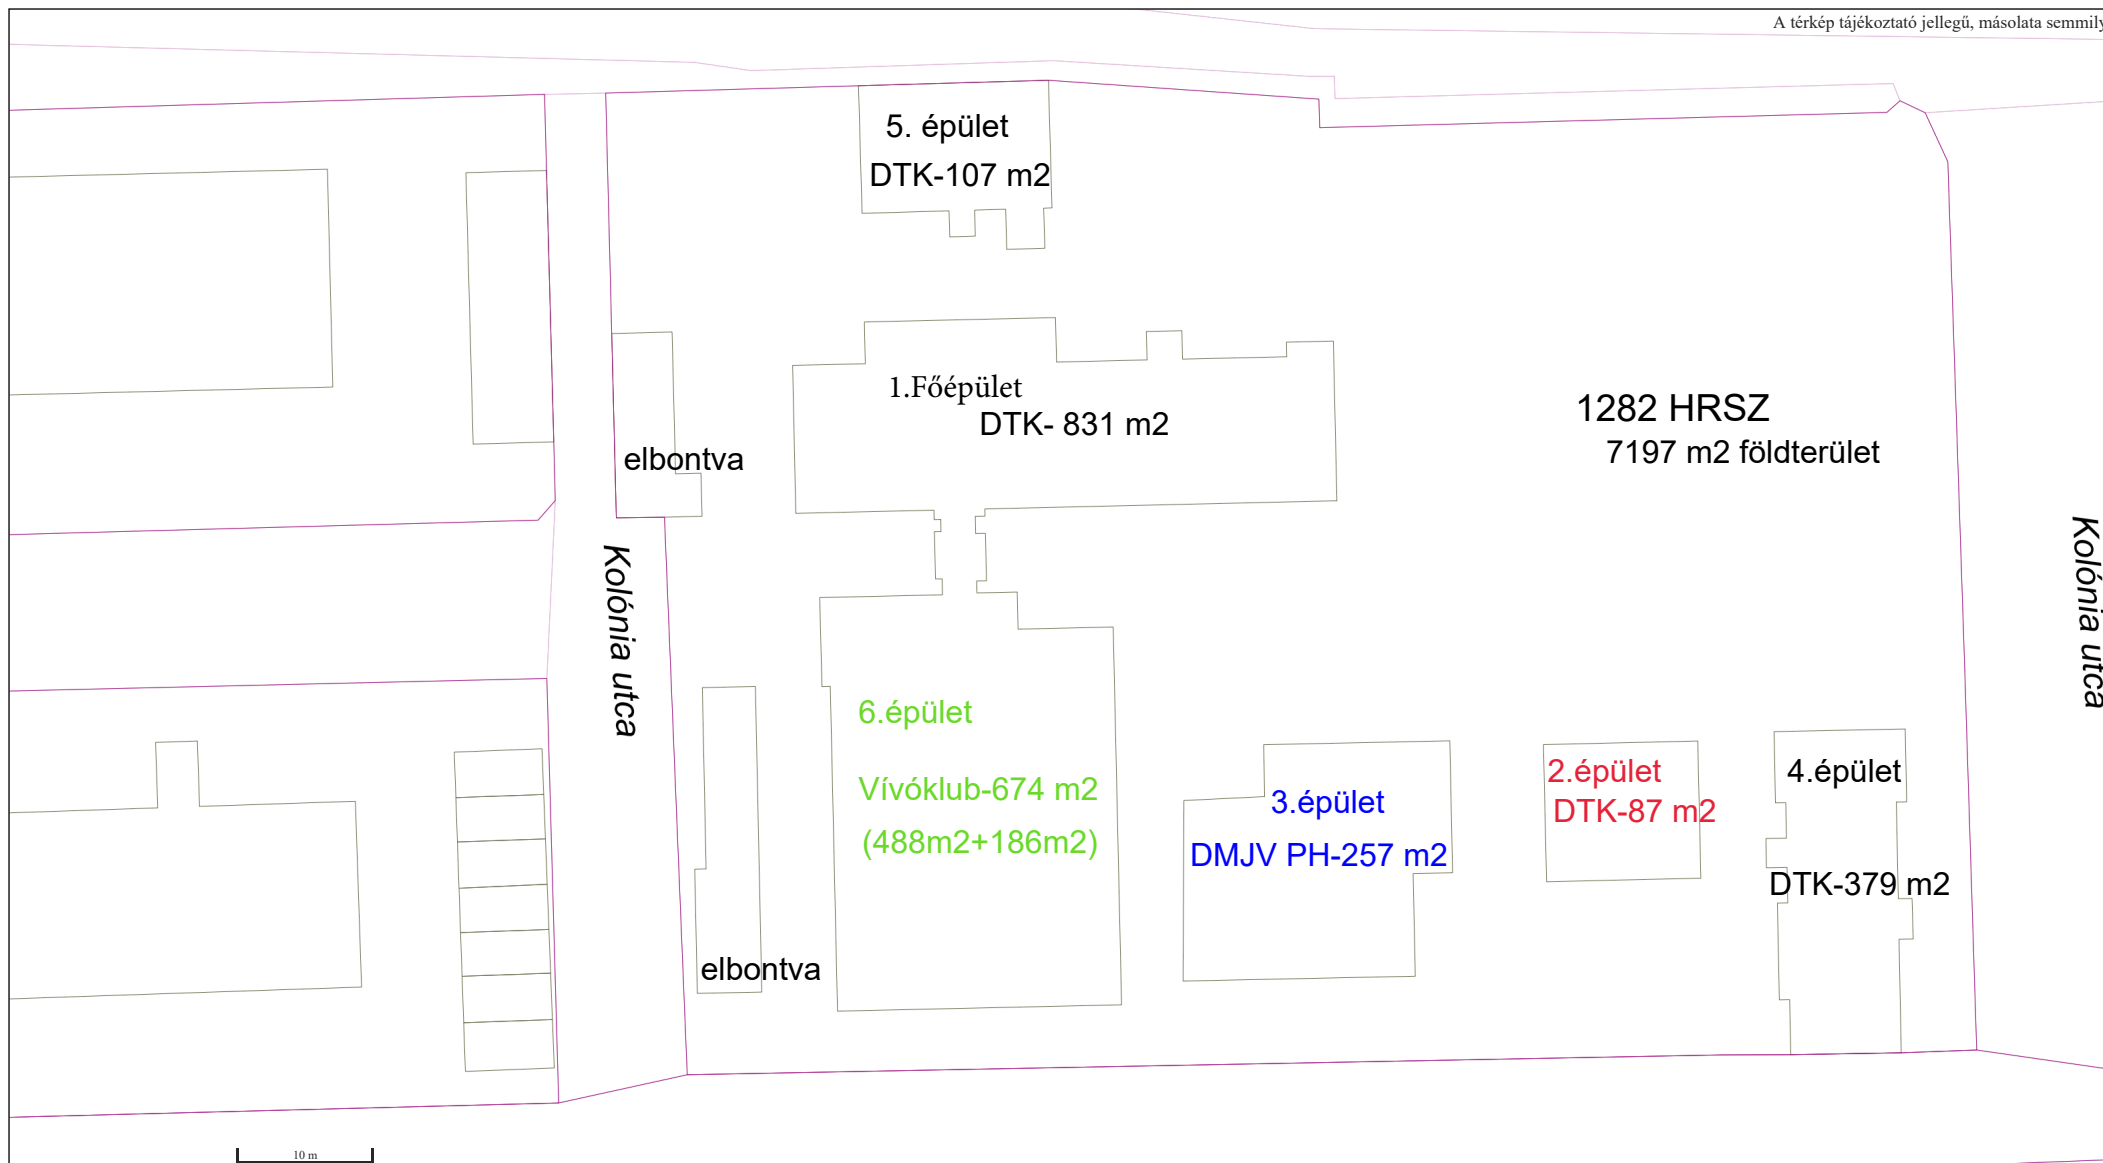 A térkép tájékoztató jellegű, másolata semmily
5. épület
DTK-107 m2
1.Főépület
DTK- 831 m2
1282 HRSZ
7197 m2 földterület
elbontva
Kolónia utca
Kolónia utca
6.épület
Vívóklub-674 m2
(488m2+186m2)
3.épület
DMJV PH-257 m2
2.épület
DTK-87 m2
4.épület
DTK-379 m2
elbontva
10 m